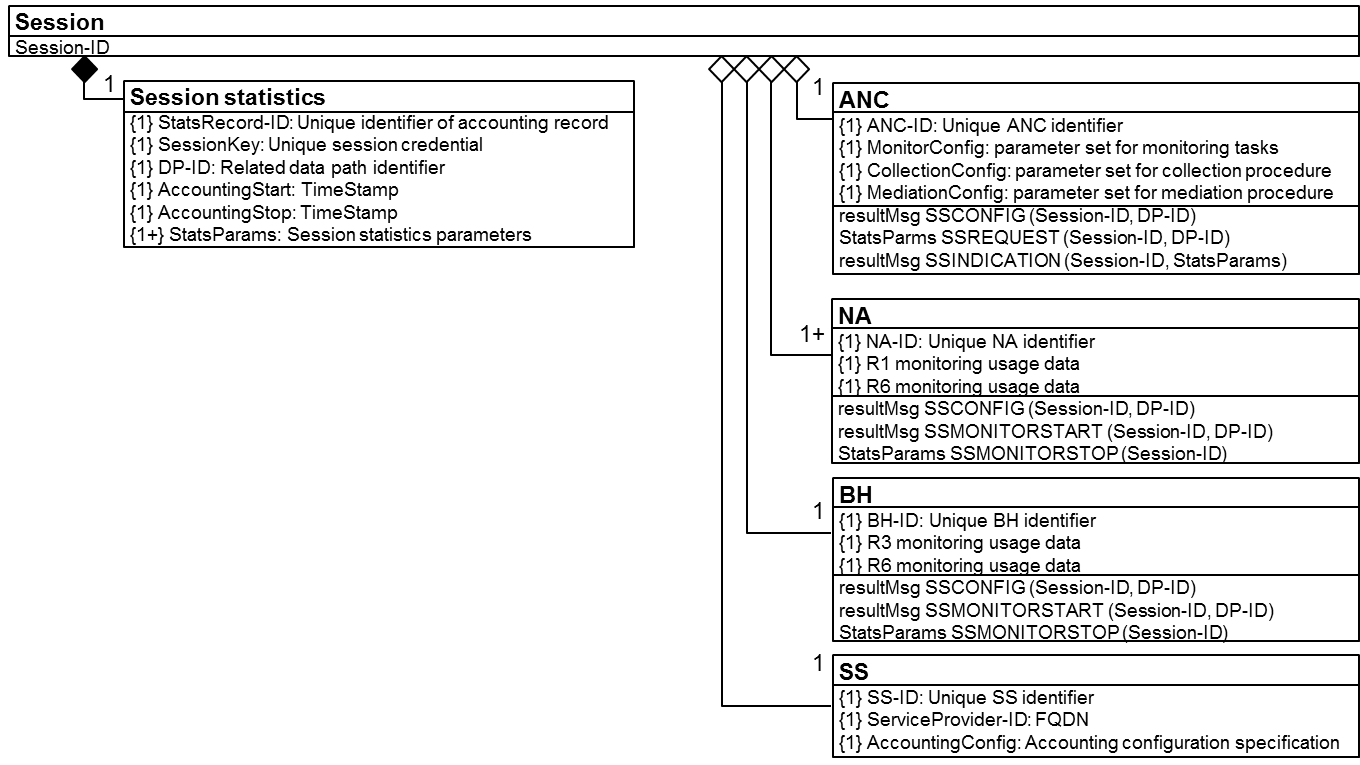 Session
Session-ID
1
Session statistics
{1} StatsRecord-ID: Unique identifier of accounting record
{1} SessionKey: Unique session credential
{1} DP-ID: Related data path identifier
{1} AccountingStart: TimeStamp
{1} AccountingStop: TimeStamp
{1+} StatsParams: Session statistics parameters
1
ANC
{1} ANC-ID: Unique ANC identifier
{1} MonitorConfig: parameter set for monitoring tasks
{1} CollectionConfig: parameter set for collection procedure
{1} MediationConfig: parameter set for mediation procedure
resultMsg SSCONFIG (Session-ID, DP-ID)
StatsParms SSREQUEST (Session-ID, DP-ID)
resultMsg SSINDICATION (Session-ID, StatsParams)
1+
NA
{1} NA-ID: Unique NA identifier
{1} R1 monitoring usage data
{1} R6 monitoring usage data
resultMsg SSCONFIG (Session-ID, DP-ID)
resultMsg SSMONITORSTART (Session-ID, DP-ID)
StatsParams SSMONITORSTOP (Session-ID)
1
BH
{1} BH-ID: Unique BH identifier
{1} R3 monitoring usage data
{1} R6 monitoring usage data
resultMsg SSCONFIG (Session-ID, DP-ID)
resultMsg SSMONITORSTART (Session-ID, DP-ID)
StatsParams SSMONITORSTOP (Session-ID)
1
SS
{1} SS-ID: Unique SS identifier
{1} ServiceProvider-ID: FQDN
{1} AccountingConfig: Accounting configuration specification